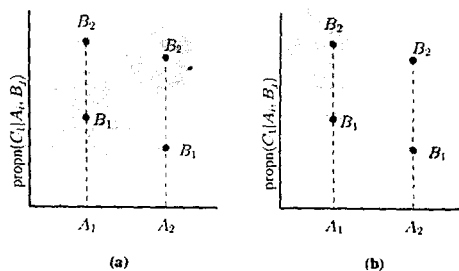 B₂
B₂
B₁
B₁
propn(C₁|Aᵢ, Bⱼ)
A₁ A₂
(a)
B₂
B₂
B₁
B₁
propn(C₁|Aᵢ, Bⱼ)
A₁ A₂
(b)